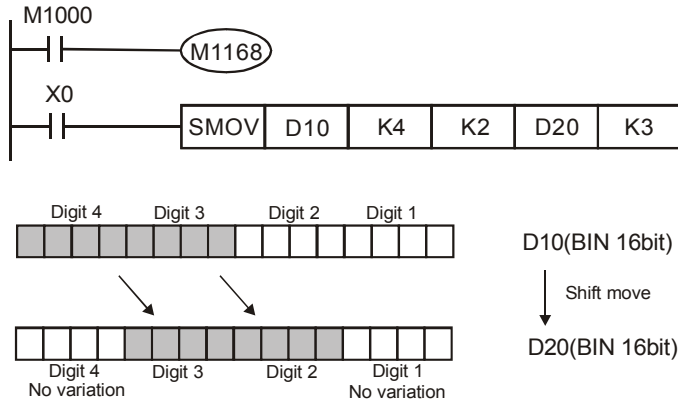 M1000
M1168
X0
SMOV D10 K4 K2 D20 K3
Digit 4 Digit 3 Digit 2 Digit 1
D10(BIN 16bit)
Shift move
D20(BIN 16bit)
Digit 4 Digit 3 Digit 2 Digit 1
No variation No variation